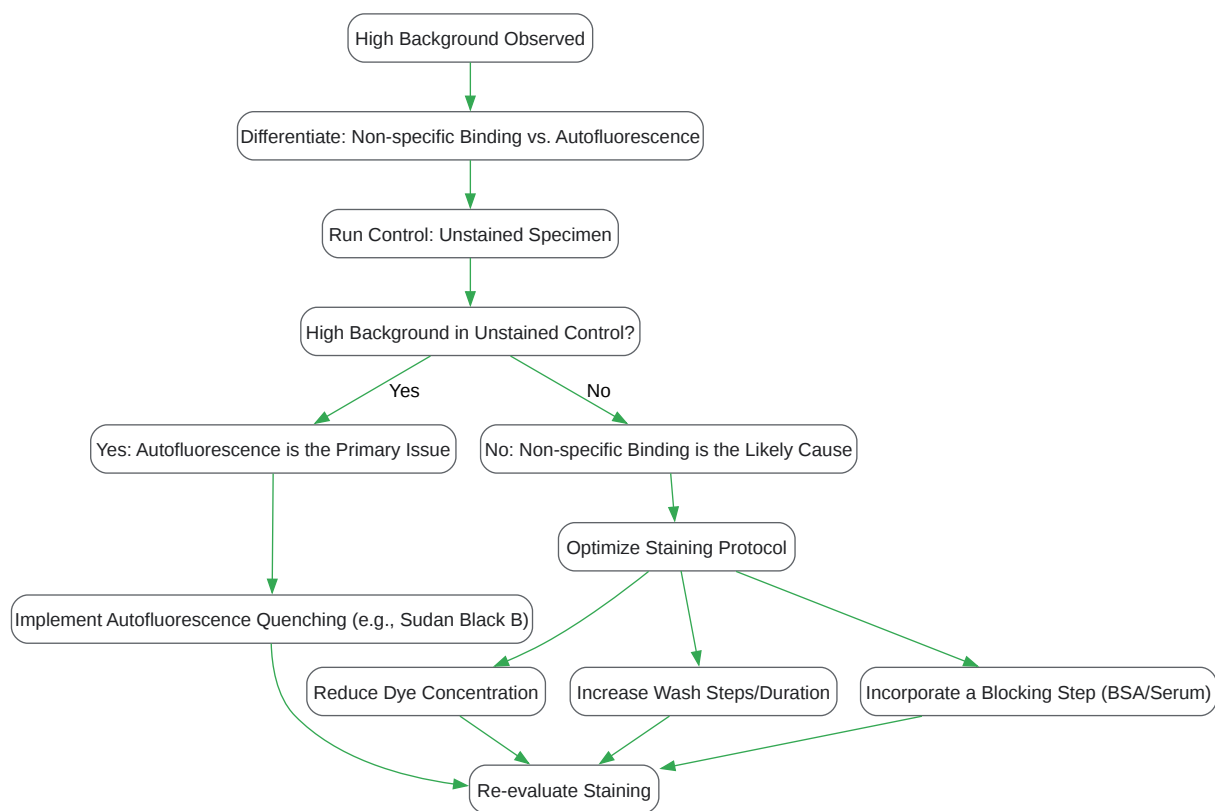 High Background Observed
Differentiate: Non-specific Binding vs. Autofluorescence
Run Control: Unstained Specimen
High Background in Unstained Control?
Yes
No
Yes: Autofluorescence is the Primary Issue
No: Non-specific Binding is the Likely Cause
Optimize Staining Protocol
Implement Autofluorescence Quenching (e.g., Sudan Black B)
Reduce Dye Concentration
Increase Wash Steps/Duration
Incorporate a Blocking Step (BSA/Serum)
Re-evaluate Staining